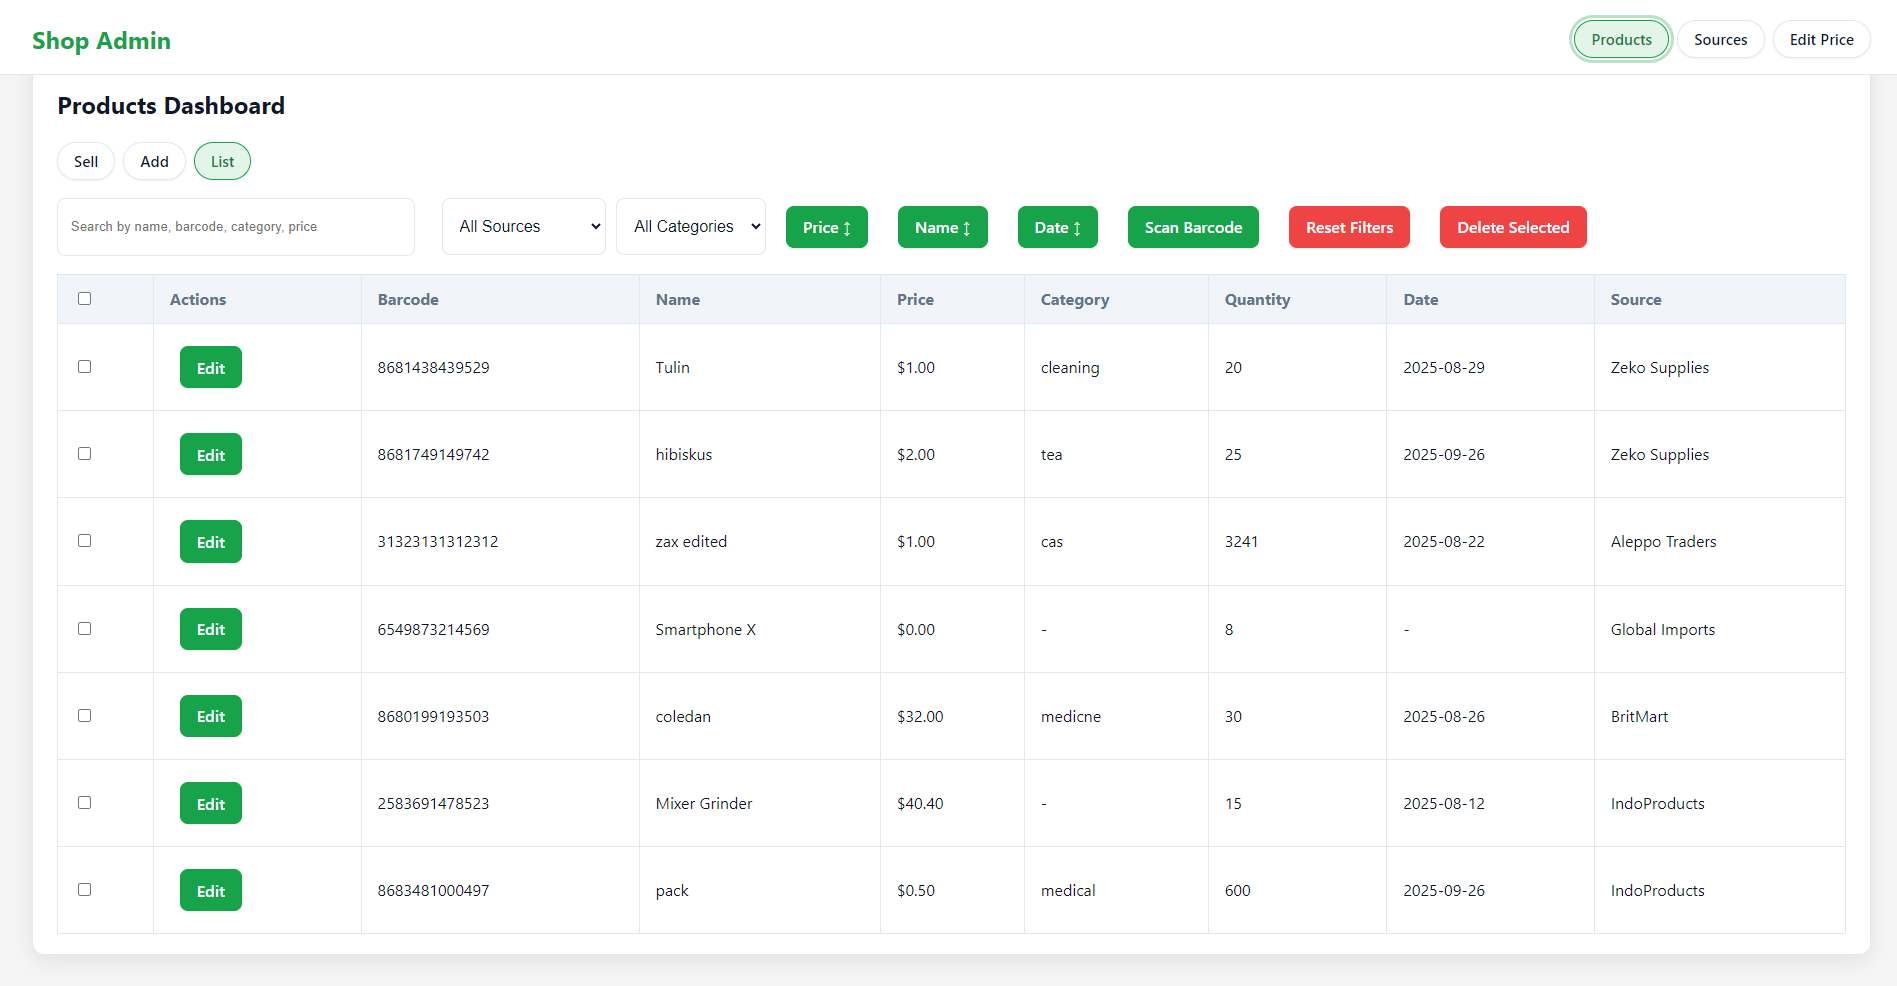 Shop Admin
Products Sources Edit Price
Products Dashboard
Sell Add List
Search by name, barcode, category, price All Sources All Categories Price ↕ Name ↕ Date ↕ Scan Barcode Reset Filters Delete Selected
Actions Barcode Name Price Category Quantity Date Source
Edit 8681438439529 Tulin $1.00 cleaning 20 2025-08-29 Zeko Supplies
Edit 8681749149742 hibiskus $2.00 tea 25 2025-09-26 Zeko Supplies
Edit 31323131312312 zax edited $1.00 cas 3241 2025-08-22 Aleppo Traders
Edit 6549873214569 Smartphone X $0.00 - 8 - Global Imports
Edit 8680199193503 coledan $32.00 medicne 30 2025-08-26 BritMart
Edit 2583691478523 Mixer Grinder $40.40 - 15 2025-08-12 IndoProducts
Edit 8683481000497 pack $0.50 medical 600 2025-09-26 IndoProducts